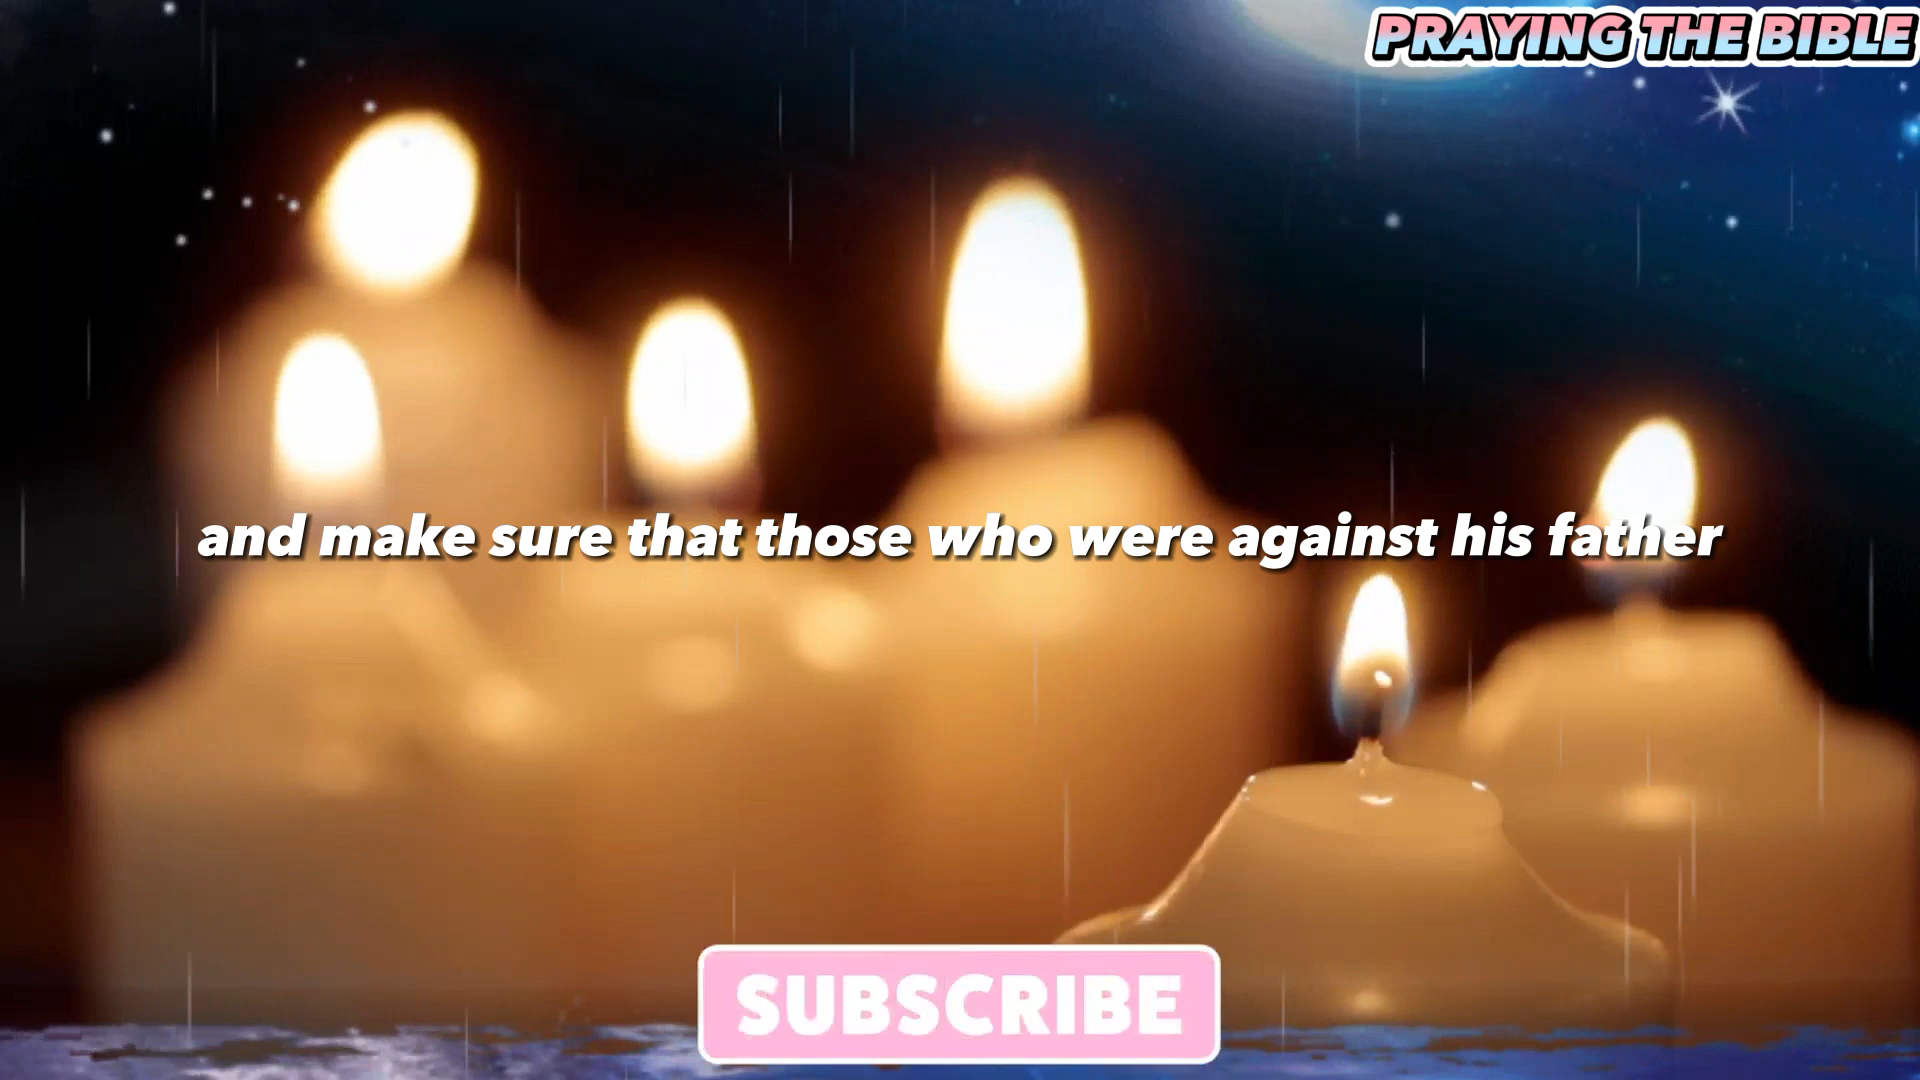 PRAYING THE BIBLE
and make sure that those who were against his father
SUBSCRIBE